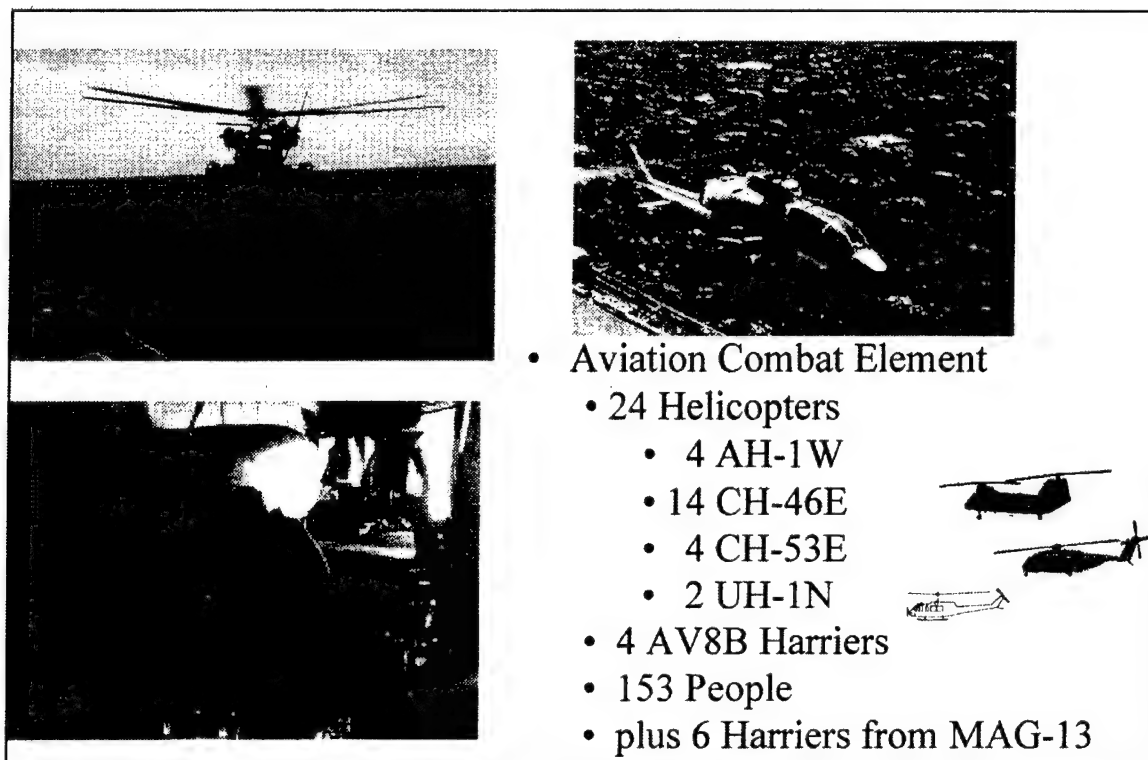 • Aviation Combat Element
• 24 Helicopters
• 4 AH-1W
• 14 CH-46E
• 4 CH-53E
• 2 UH-1N
• 4 AV8B Harriers
• 153 People
• plus 6 Harriers from MAG-13